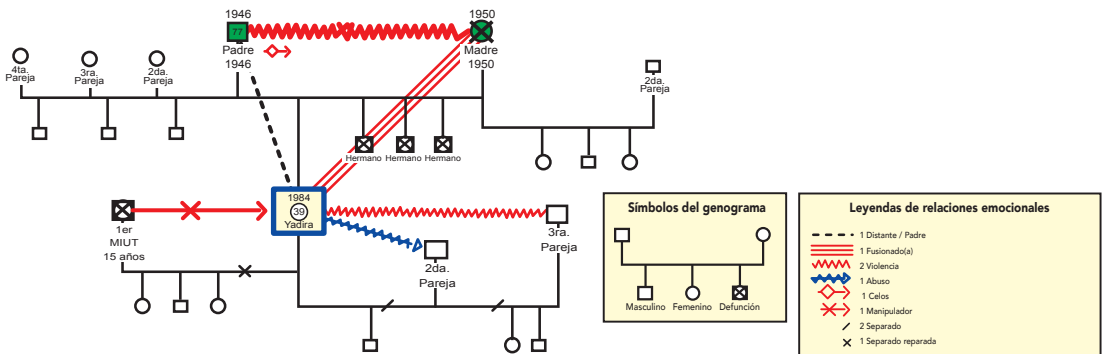 1946
77
Padre
1946
1950
Madre
1950
4ta.
Pareja
3ra.
Pareja
2da.
Pareja
2da.
Pareja
Hermano
Hermano
Hermano
1984
39
Yadira
1er
MIUT
15 años
2da.
Pareja
3ra.
Pareja
Símbolos del genograma
Masculino
Femenino
Defunción
Leyendas de relaciones emocionales
1 Distante / Padre
1 Fusionado(a)
2 Violencia
1 Abuso
1 Celos
1 Manipulador
2 Separado
1 Separado reparada